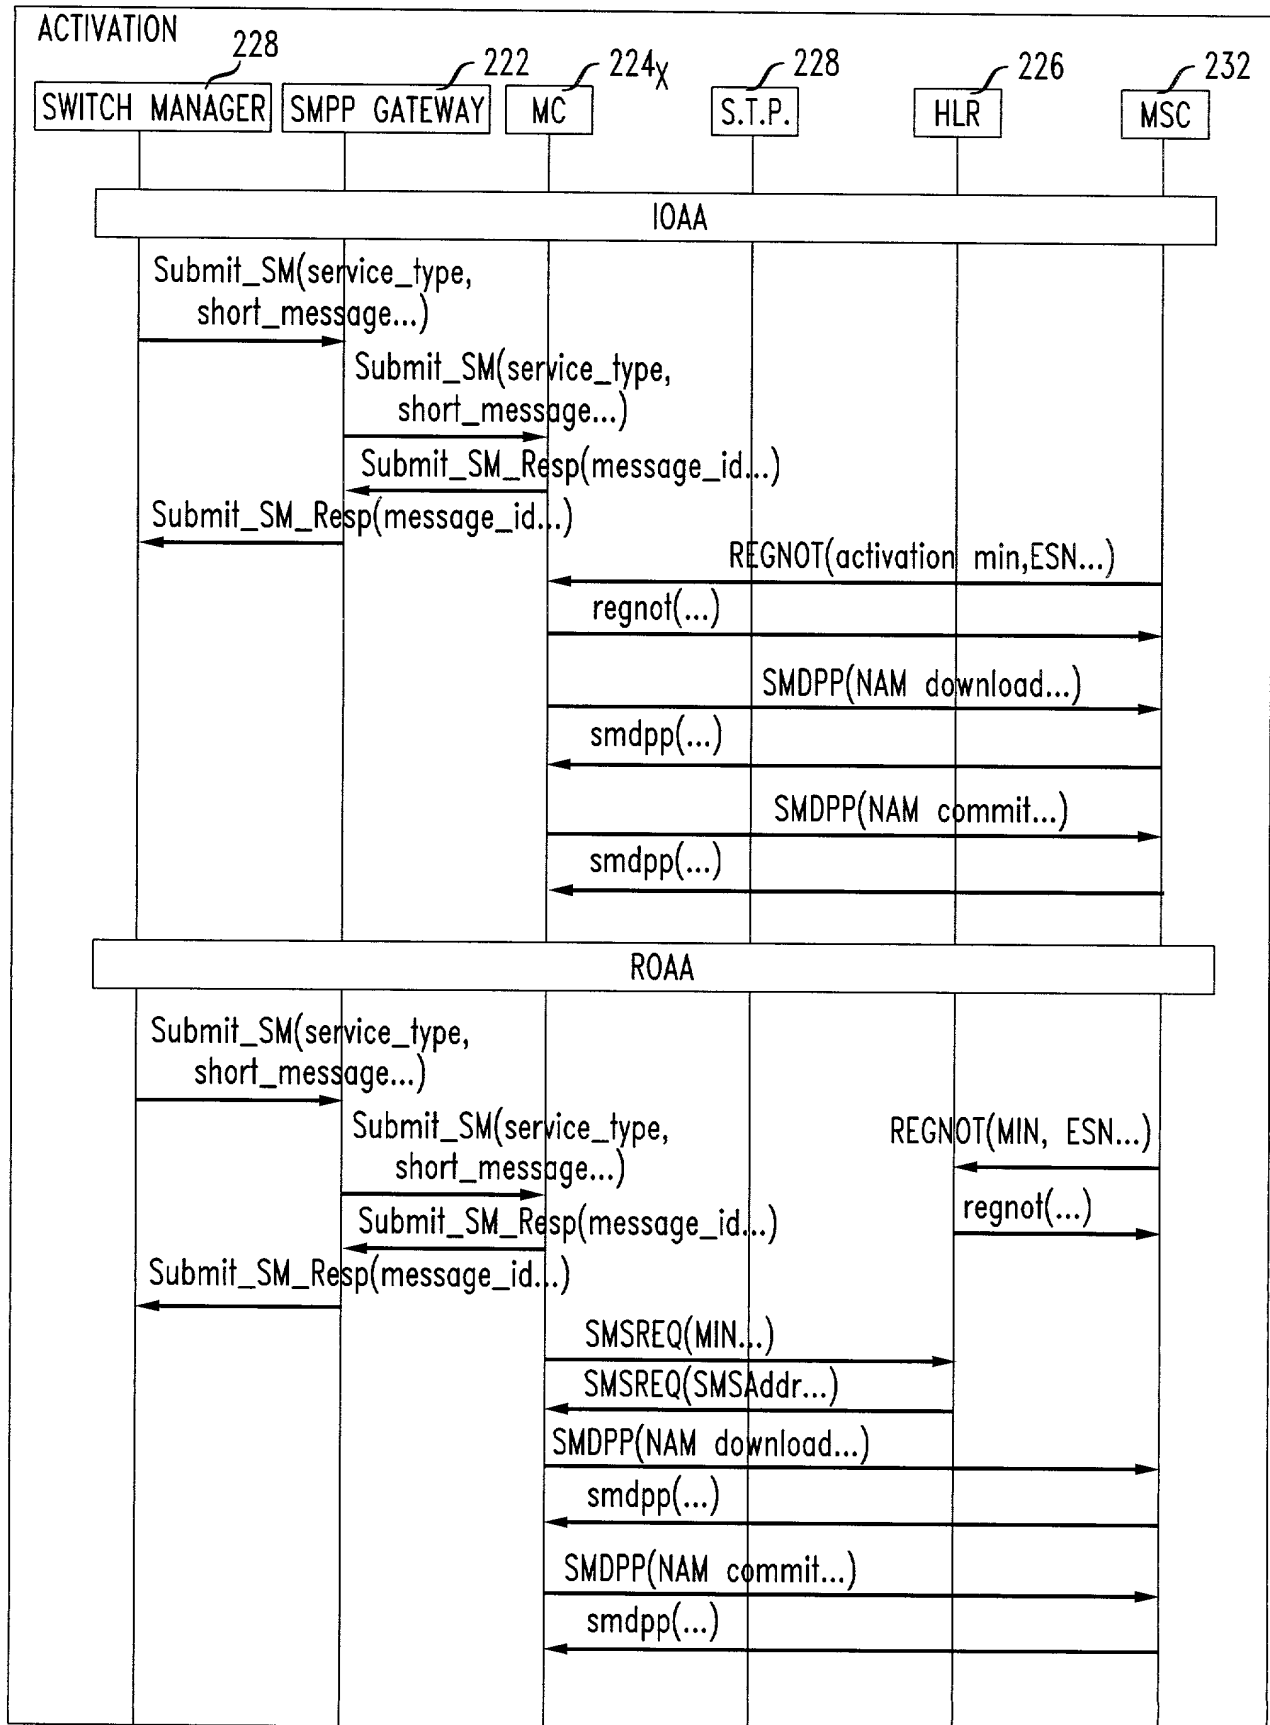 ACTIVATION
228
222
224X
228
226
232
SWITCH MANAGER
SMPP GATEWAY
MC
S.T.P.
HLR
MSC
IOAA
Submit_SM(service_type,
short_message...)
Submit_SM(service_type,
short_message...)
Submit_SM_Resp(message_id...)
Submit_SM_Resp(message_id...)
REGNOT(activation min,ESN...)
regnot(...)
SMDPP(NAM download...)
smdpp(...)
SMDPP(NAM commit...)
smdpp(...)
ROAA
Submit_SM(service_type,
short_message...)
Submit_SM(service_type,
short_message...)
REGNOT(MIN, ESN...)
regnot(...)
Submit_SM_Resp(message_id...)
Submit_SM_Resp(message_id...)
SMSREQ(MIN...)
SMSREQ(SMSAddr...)
SMDPP(NAM download...)
smdpp(...)
SMDPP(NAM commit...)
smdpp(...)